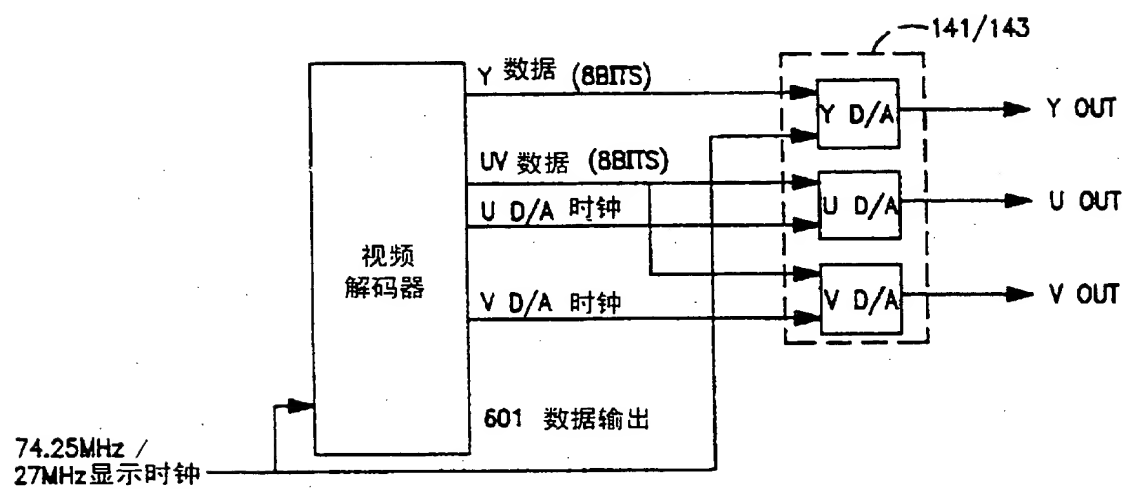 141/143
Y 数据 (8BITS)
Y D/A
Y OUT
UV 数据 (8BITS)
U D/A 时钟
U D/A
U OUT
视频
解码器
V D/A 时钟
V D/A
V OUT
601 数据输出
74.25MHz /
27MHz显示时钟